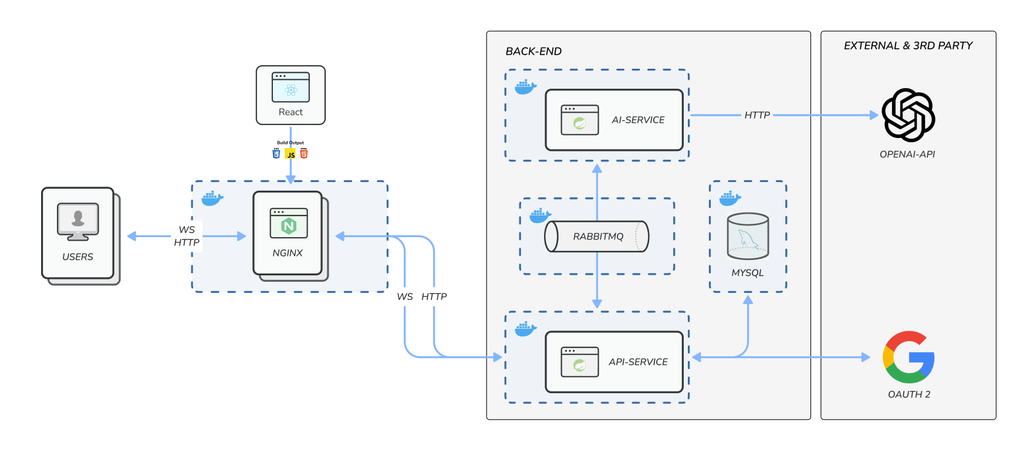 BACK-END
EXTERNAL & 3RD PARTY
React
Build Output
JS
AI-SERVICE
HTTP
OPENAI-API
USERS
WS
HTTP
NGINX
RABBITMQ
MYSQL
WS
HTTP
API-SERVICE
OAUTH 2